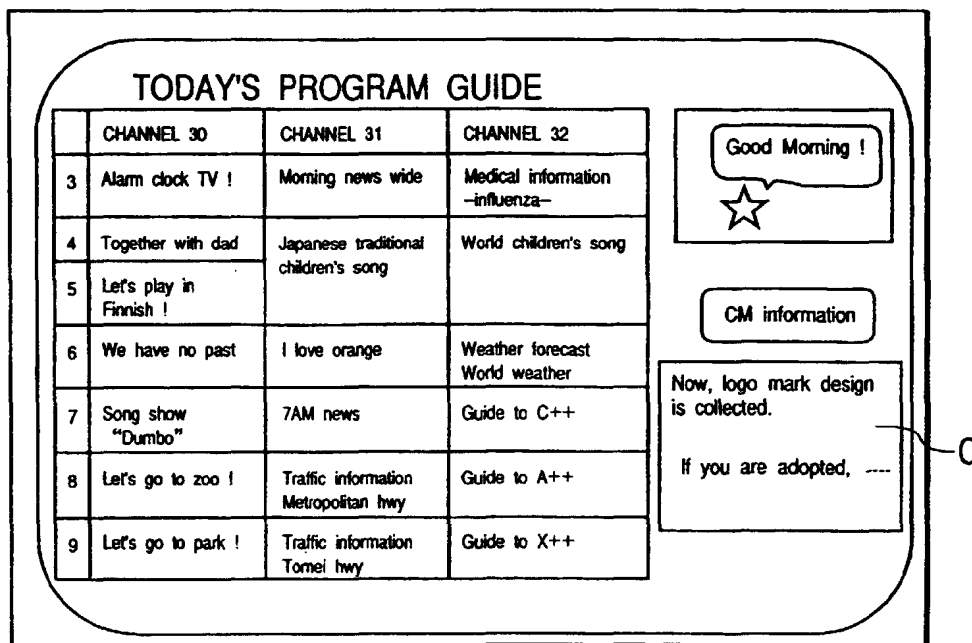 TODAY'S PROGRAM GUIDE
CHANNEL 30 CHANNEL 31 CHANNEL 32
3 Alarm clock TV ! Morning news wide Medical information
–influenza–
4 Together with dad Japanese traditional World children's song
children's song
5 Let's play in
Finnish !
6 We have no past I love orange Weather forecast
World weather
7 Song show 7AM news Guide to C++
“Dumbo”
8 Let's go to zoo ! Traffic information Guide to A++
Metropolitan hwy
9 Let's go to park ! Traffic information Guide to X++
Tomei hwy
Good Morning !
CM information
Now, logo mark design
is collected.
If you are adopted, ----